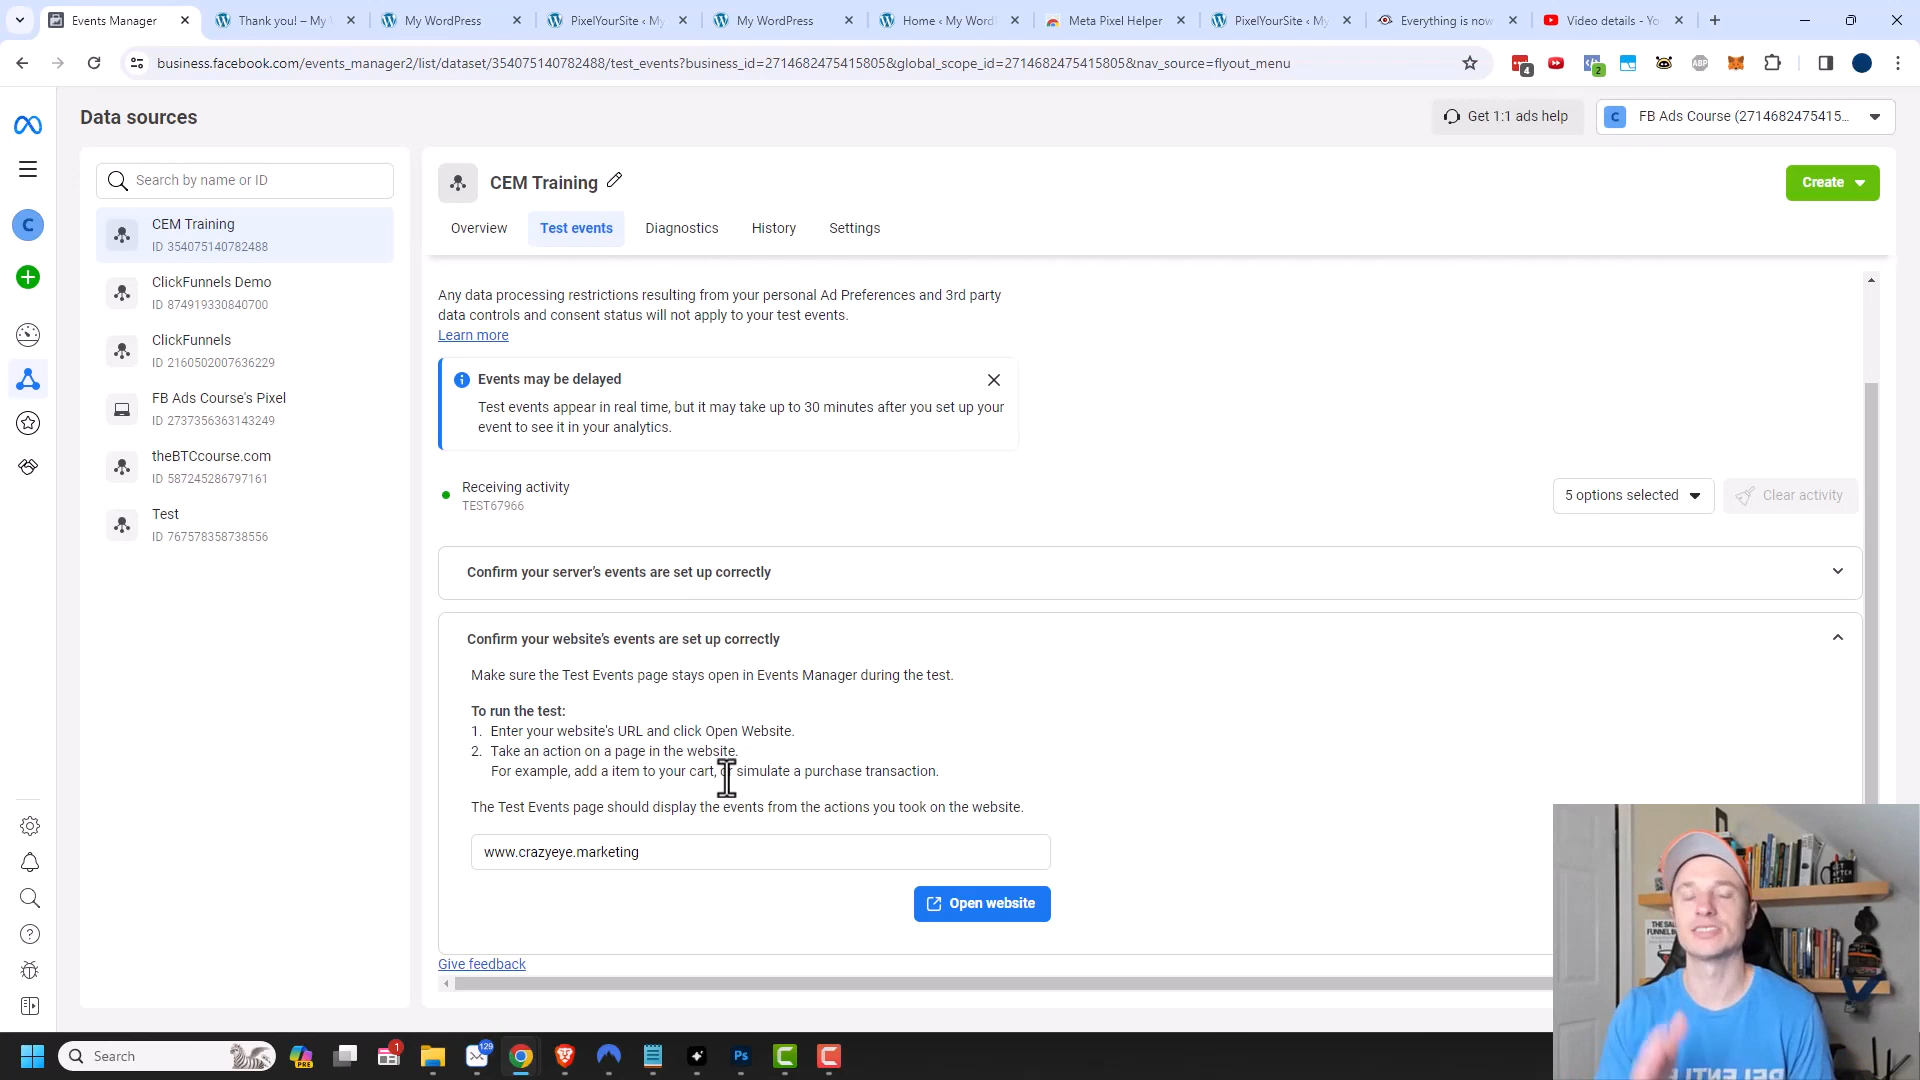 Events Manager
Thank you! – My
My WordPress
PixelYourSite ‹ My
My WordPress
Home ‹ My Word
Meta Pixel Helper
PixelYourSite ‹ My
Everything is now
Video details - Yo
business.facebook.com/events_manager2/list/dataset/354075140782488/test_events?business_id=2714682475415805&global_scope_id=2714682475415805&nav_source=flyout_menu
4
2
ABP
Data sources
Get 1:1 ads help
C
FB Ads Course (27146824754​15...
Search by name or ID
CEM Training
Create
C
CEM Training
ID 354075140782488
Overview
Test events
Diagnostics
History
Settings
ClickFunnels Demo
ID 874919330840700
Any data processing restrictions resulting from your personal Ad Preferences and 3rd party
data controls and consent status will not apply to your test events.
Learn more
ClickFunnels
ID 2160502007636229
Events may be delayed
Test events appear in real time, but it may take up to 30 minutes after you set up your
event to see it in your analytics.
FB Ads Course's Pixel
ID 2737356363143249
theBTCcourse.com
ID 587245286797161
Receiving activity
TEST67966
5 options selected
Clear activity
Test
ID 767578358738556
Confirm your server's events are set up correctly
Confirm your website's events are set up correctly
Make sure the Test Events page stays open in Events Manager during the test.
To run the test:
1. Enter your website's URL and click Open Website.
2. Take an action on a page in the website.
For example, add a item to your cart, or simulate a purchase transaction.
The Test Events page should display the events from the actions you took on the website.
www.crazyeye.marketing
Open website
Give feedback
Search
PRE
1
129
Ps